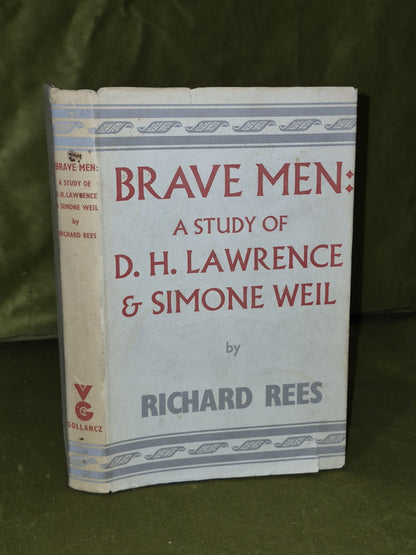 BRAVE MEN:
A STUDY OF
D. H. LAWRENCE
& SIMONE WEIL
by
RICHARD REES
VG
GOLLANCZ
BRAVE MEN:
A STUDY OF
D. H. LAWRENCE
& SIMONE WEIL
by
RICHARD REES